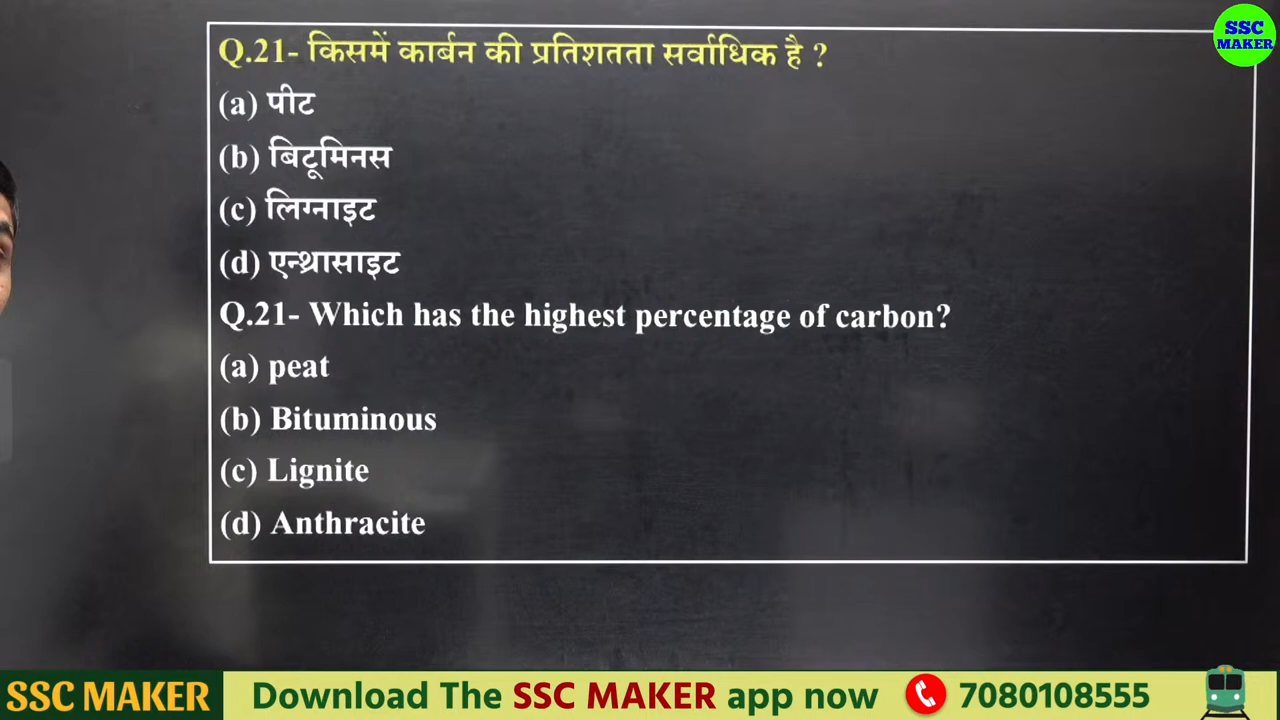 SSC
MAKER
Q.21- किसमें कार्बन की प्रतिशतता सर्वाधिक है ?
(a) पीट
(b) बिटूमिनस
(c) लिग्नाइट
(d) एन्थ्रासाइट
Q.21- Which has the highest percentage of carbon?
(a) peat
(b) Bituminous
(c) Lignite
(d) Anthracite
SSC MAKER Download The SSC MAKER app now 7080108555